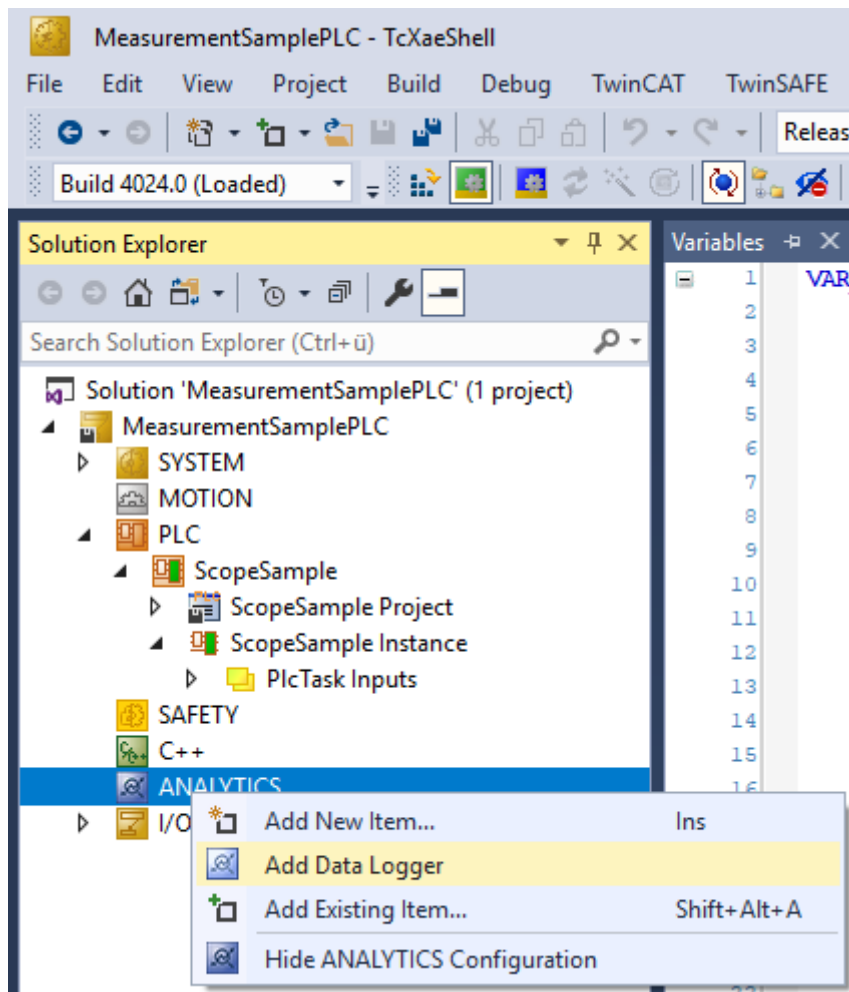 MeasurementSamplePLC - TcXaeShell
File Edit View Project Build Debug TwinCAT TwinSAFE
Releas
Build 4024.0 (Loaded)
Solution Explorer
Variables
Search Solution Explorer (Ctrl+ü)
Solution 'MeasurementSamplePLC' (1 project)
MeasurementSamplePLC
SYSTEM
MOTION
PLC
ScopeSample
ScopeSample Project
ScopeSample Instance
PlcTask Inputs
SAFETY
C++
ANALYTICS
I/O
1 VAR
2
3
4
5
6
7
8
9
10
11
12
13
14
15
16
Add New Item... Ins
Add Data Logger
Add Existing Item... Shift+Alt+A
Hide ANALYTICS Configuration